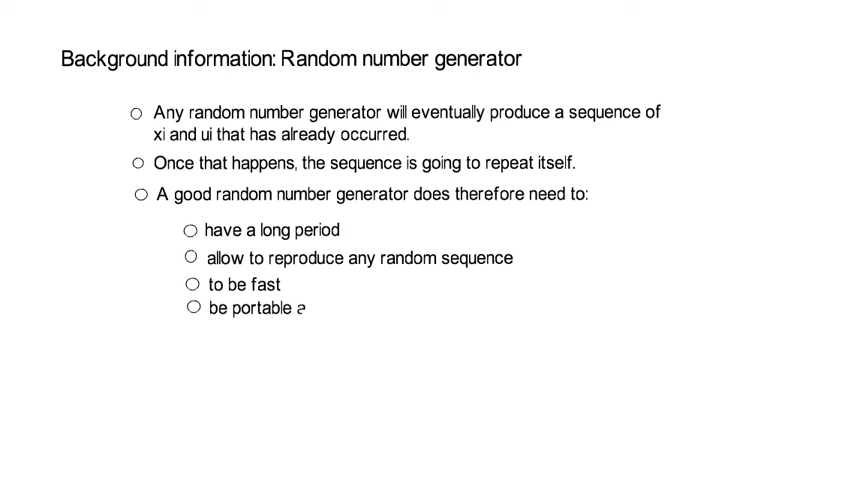 Background information: Random number generator
Any random number generator will eventually produce a sequence of
xi and ui that has already occurred.
Once that happens, the sequence is going to repeat itself.
A good random number generator does therefore need to:
have a long period
allow to reproduce any random sequence
to be fast
be portable